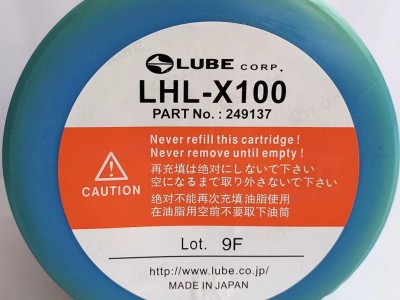 LUBE CORP.
LHL-X100
PART No. : 249137
Never refill this cartridge !
Never remove until empty !
再充填は絶対にしないで下さい
空になるまで取り外さないで下さい
绝对不能再次充填油脂使用
在油脂用空前不要取下油筒
CAUTION
Lot. 9F
http://www.lube.co.jp/
MADE IN JAPAN